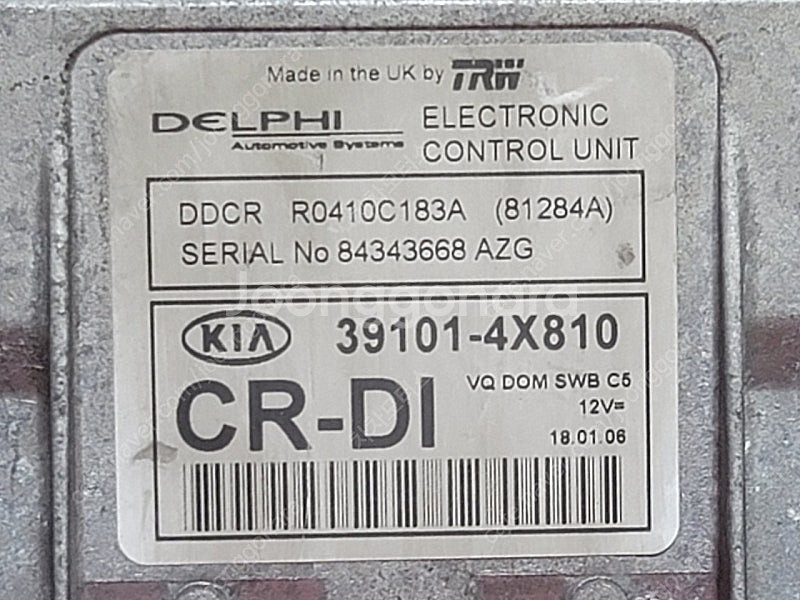 Made in the UK by TRW
DELPHI
Automotive Systems
ELECTRONIC
CONTROL UNIT
DDCR R0410C183A (81284A)
SERIAL No 84343668 AZG
Joonggonara
KIA 39101-4X810
CR-DI
VQ DOM SWB C5
12V=
18.01.06